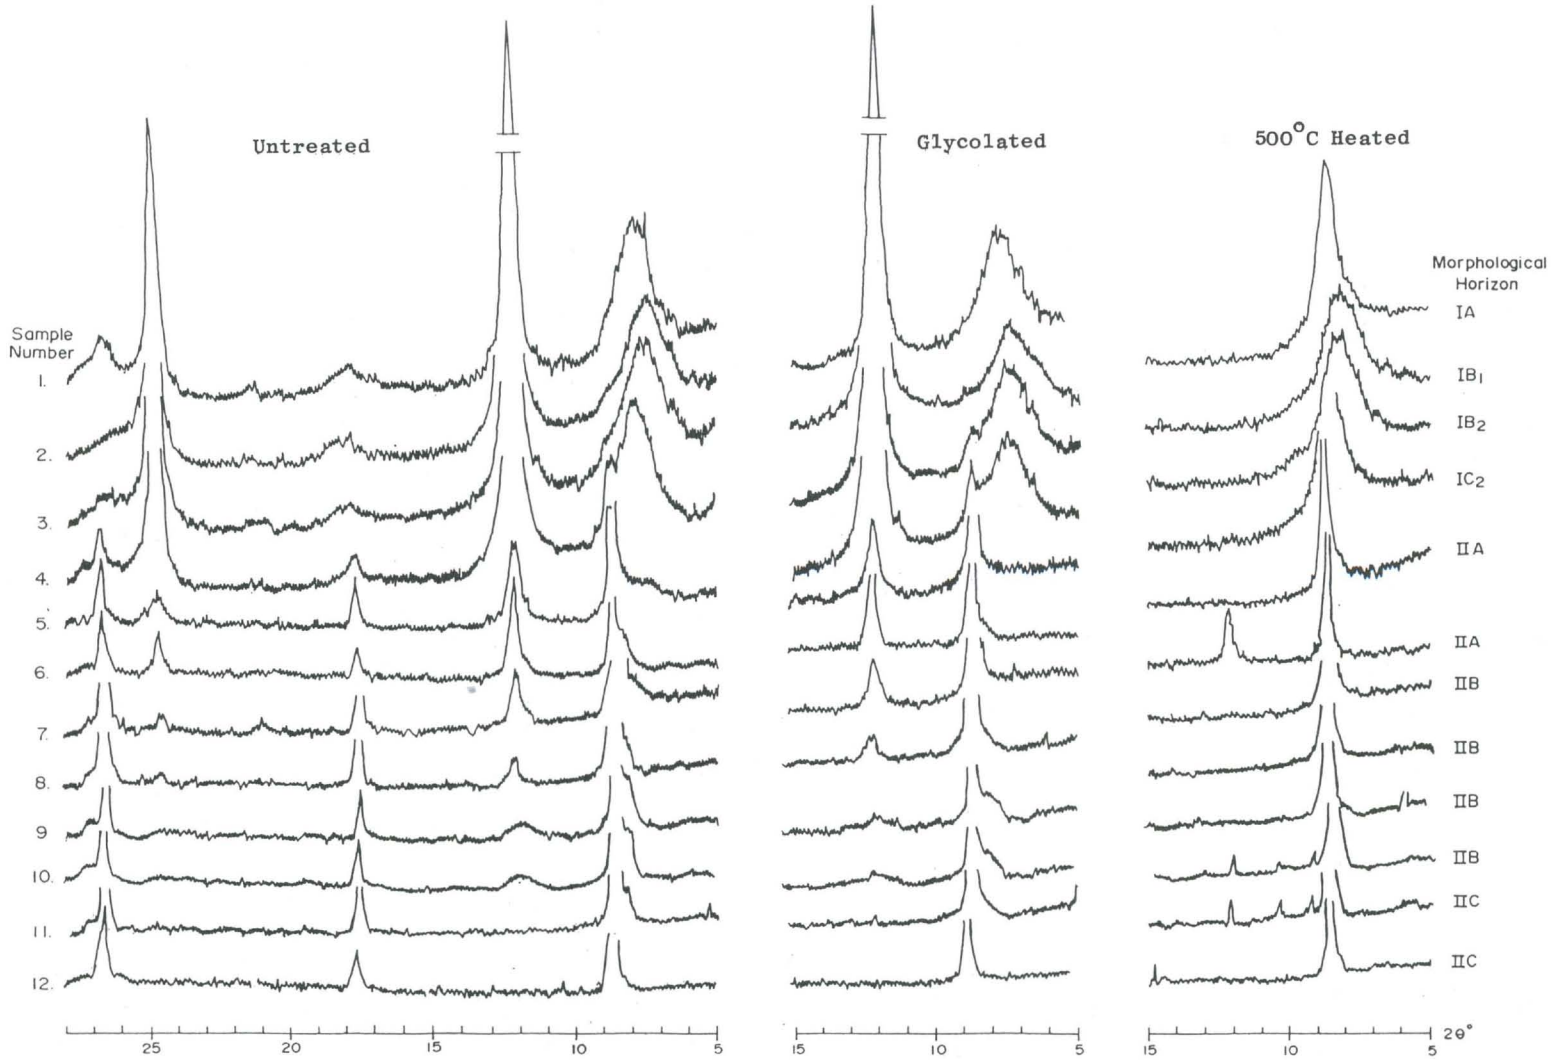 Untreated
Glycolated
500°C Heated
Morphological
Horizon
Sample
Number
IA
1.
IB1
IB2
2.
IC2
3.
IIA
4.
5.
IIA
6.
IIB
7.
IIB
8.
IIB
9
IIB
10.
IIC
11.
IIC
12.
25 20 15 10 5 15 10 5 15 10 5 2θ°